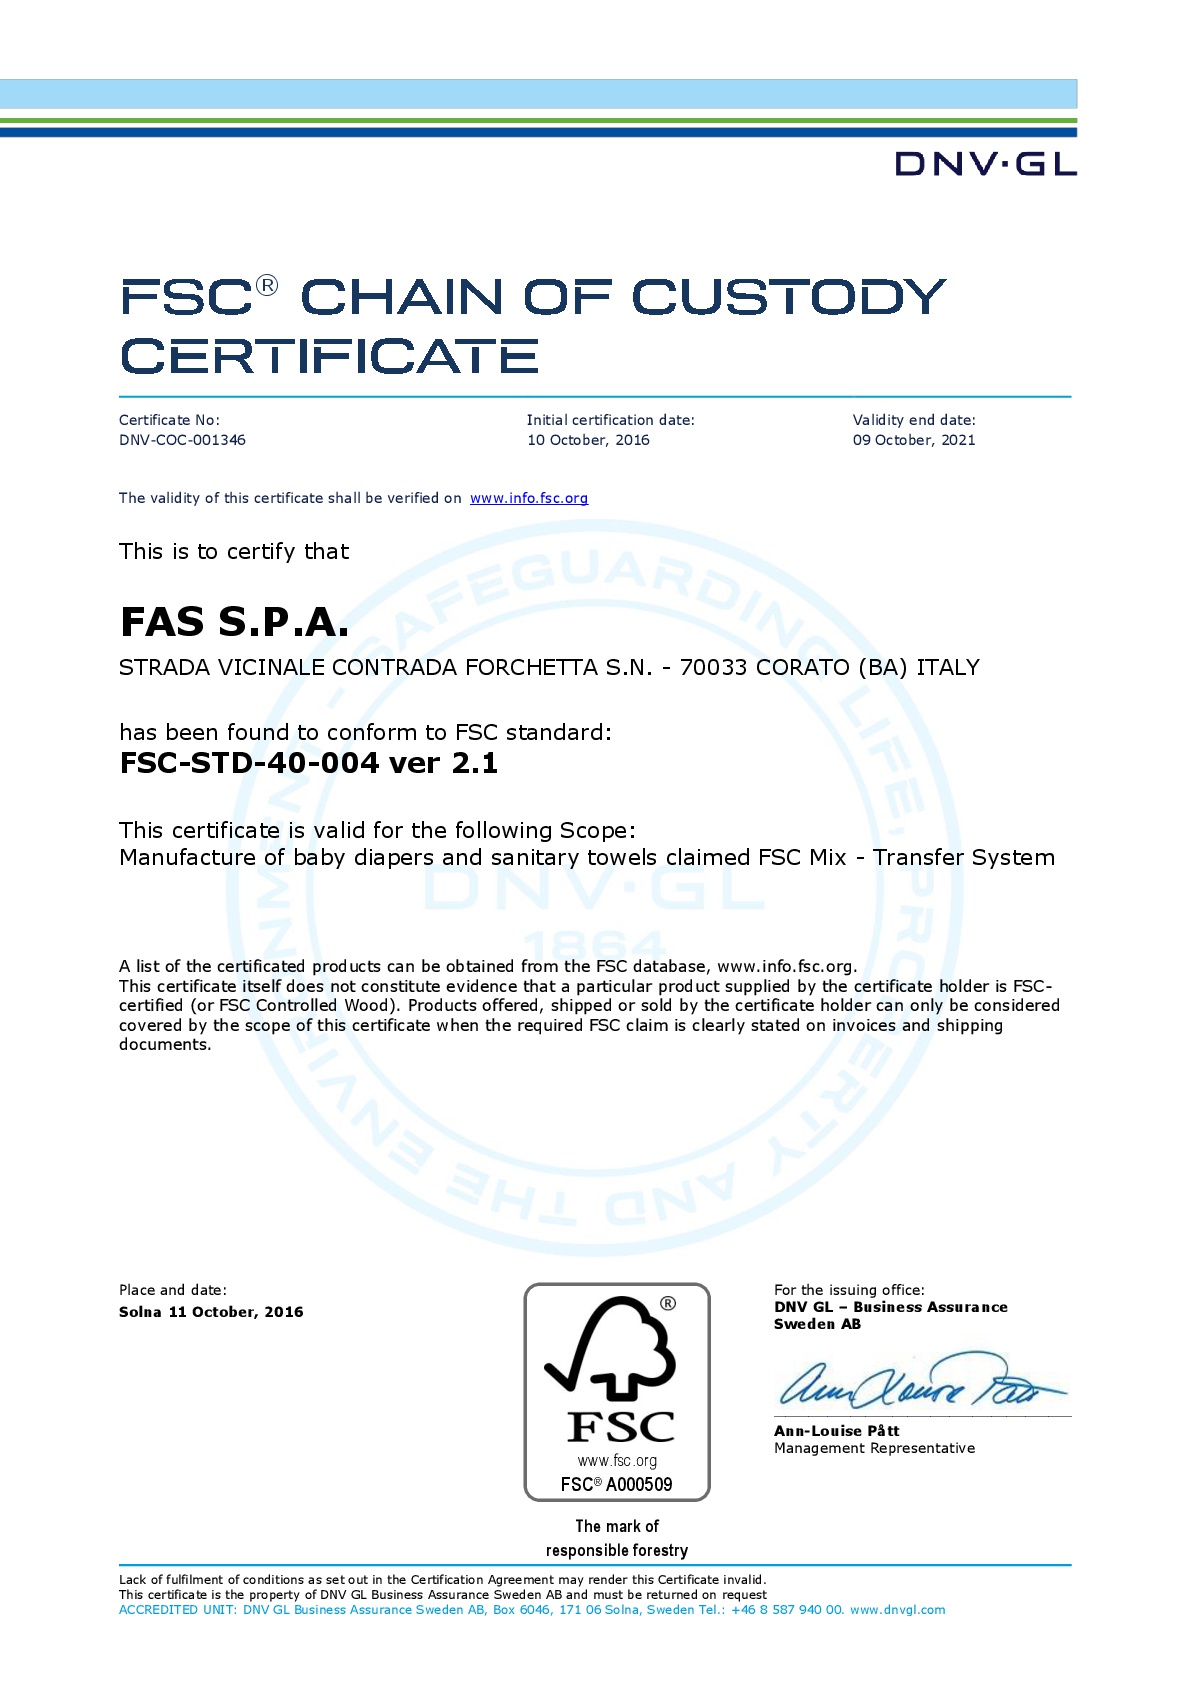 DNV·GL
FSC® CHAIN OF CUSTODY
CERTIFICATE
Certificate No:
DNV-COC-001346
Initial certification date:
10 October, 2016
Validity end date:
09 October, 2021
The validity of this certificate shall be verified on www.info.fsc.org
This is to certify that
FAS S.P.A.
STRADA VICINALE CONTRADA FORCHETTA S.N. - 70033 CORATO (BA) ITALY
has been found to conform to FSC standard:
FSC-STD-40-004 ver 2.1
This certificate is valid for the following Scope:
Manufacture of baby diapers and sanitary towels claimed FSC Mix - Transfer System
SAFEGUARDING LIFE, PROPERTY AND THE ENVIRONMENT -
DNV·GL
1864
A list of the certificated products can be obtained from the FSC database, www.info.fsc.org.
This certificate itself does not constitute evidence that a particular product supplied by the certificate holder is FSC-
certified (or FSC Controlled Wood). Products offered, shipped or sold by the certificate holder can only be considered
covered by the scope of this certificate when the required FSC claim is clearly stated on invoices and shipping
documents.
Place and date:
Solna 11 October, 2016
®
FSC
www.fsc.org
FSC® A000509
The mark of
responsible forestry
For the issuing office:
DNV GL – Business Assurance
Sweden AB
Ann-Louise Pått
Ann-Louise Pått
Management Representative
Lack of fulfilment of conditions as set out in the Certification Agreement may render this Certificate invalid.
This certificate is the property of DNV GL Business Assurance Sweden AB and must be returned on request
ACCREDITED UNIT: DNV GL Business Assurance Sweden AB, Box 6046, 171 06 Solna, Sweden Tel.: +46 8 587 940 00. www.dnvgl.com